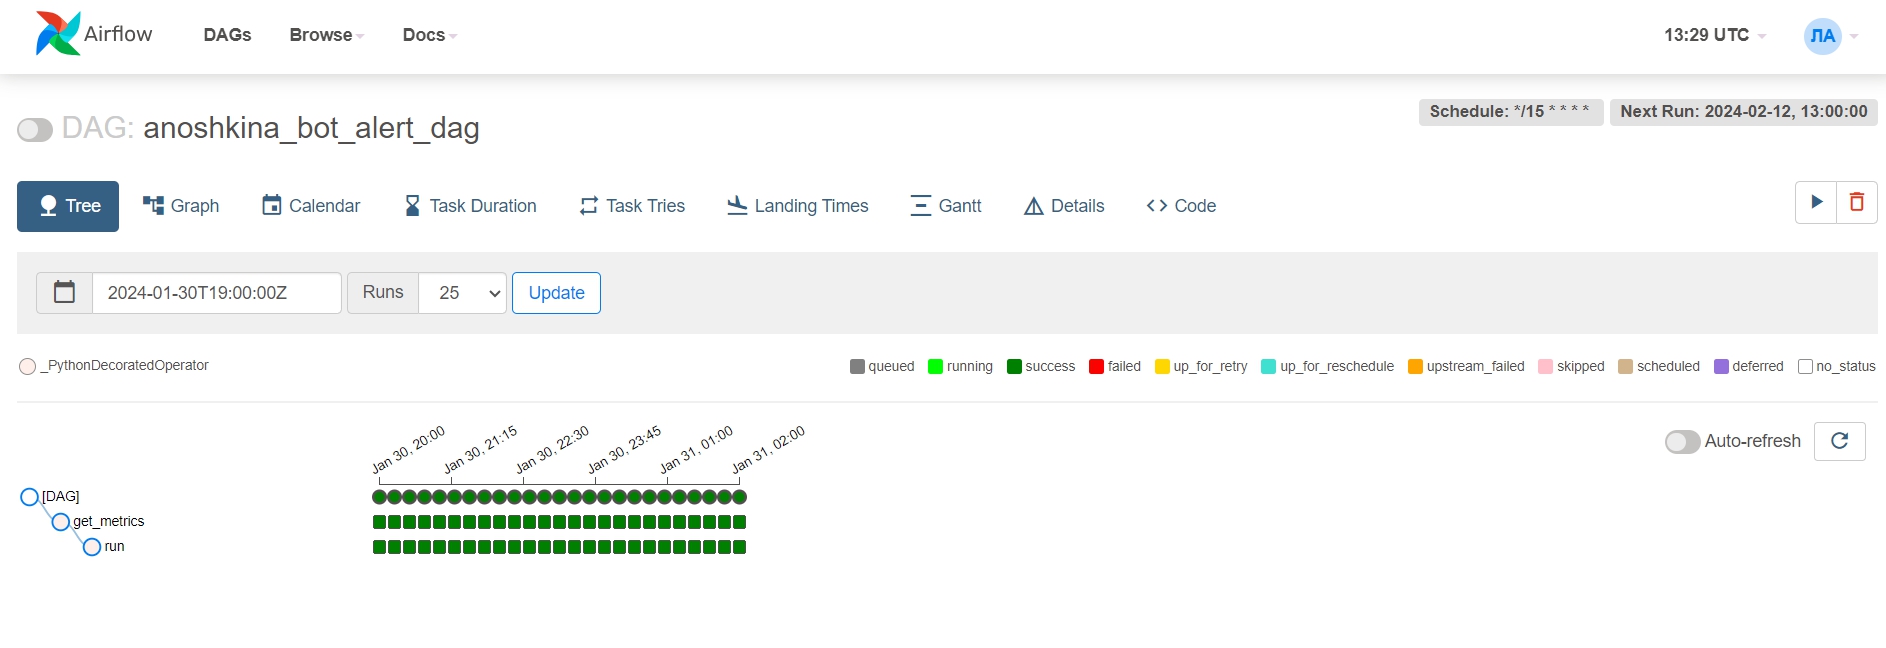 Airflow DAGs Browse Docs 13:29 UTC ЛА
Schedule: */15 * * * * Next Run: 2024-02-12, 13:00:00
DAG: anoshkina_bot_alert_dag
Tree Graph Calendar Task Duration Task Tries Landing Times Gantt Details Code
2024-01-30T19:00:00Z Runs 25 Update
_PythonDecoratedOperator queued running success failed up_for_retry up_for_reschedule upstream_failed skipped scheduled deferred no_status
Jan 30, 20:00 Jan 30, 21:15 Jan 30, 22:30 Jan 30, 23:45 Jan 31, 01:00 Jan 31, 02:00
Auto-refresh
[DAG]
get_metrics
run